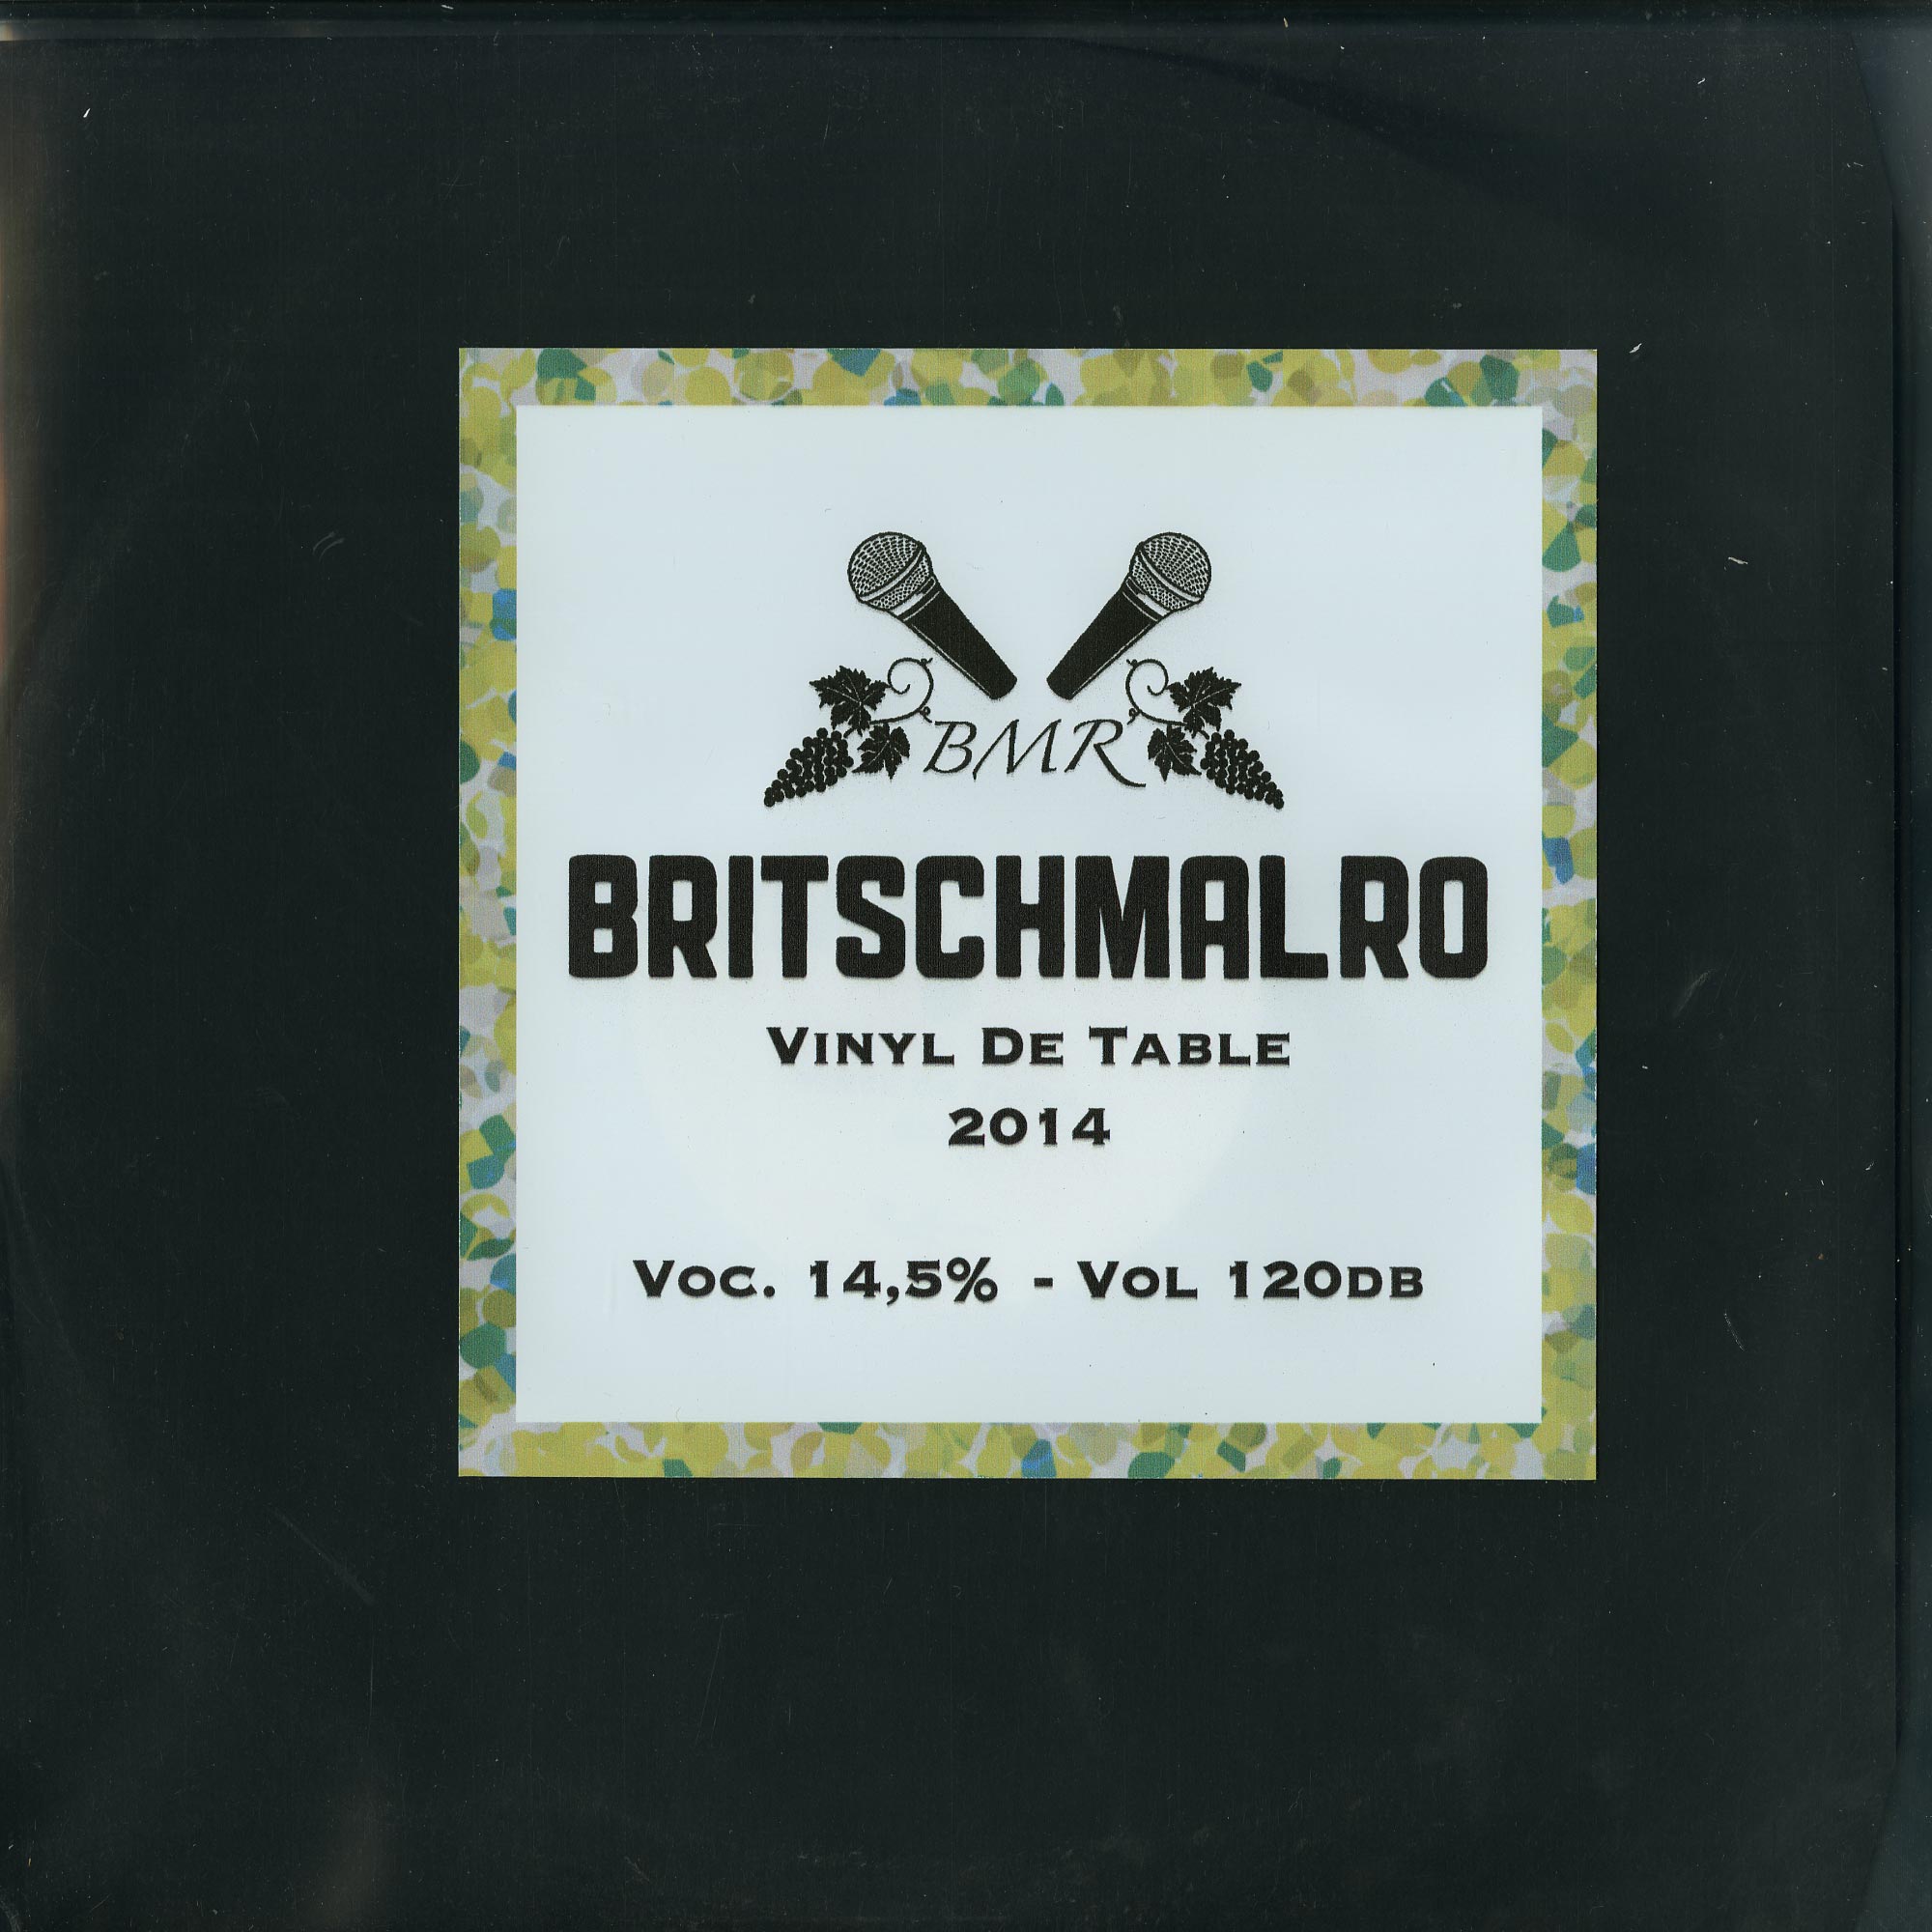 BMR
BRITSCHMALRO
VINYL DE TABLE
2014
VOC. 14,5% - VOL 120DB